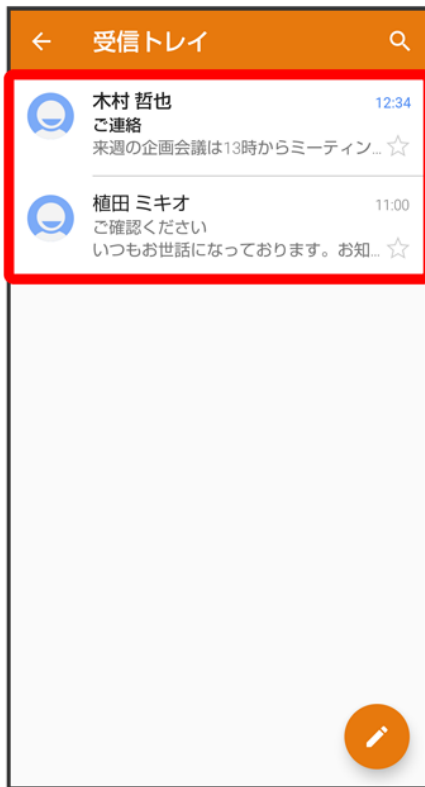 受信トレイ
木村 哲也 12:34
ご連絡
来週の企画会議は13時からミーティン...
植田 ミキオ 11:00
ご確認ください
いつもお世話になっております。お知...